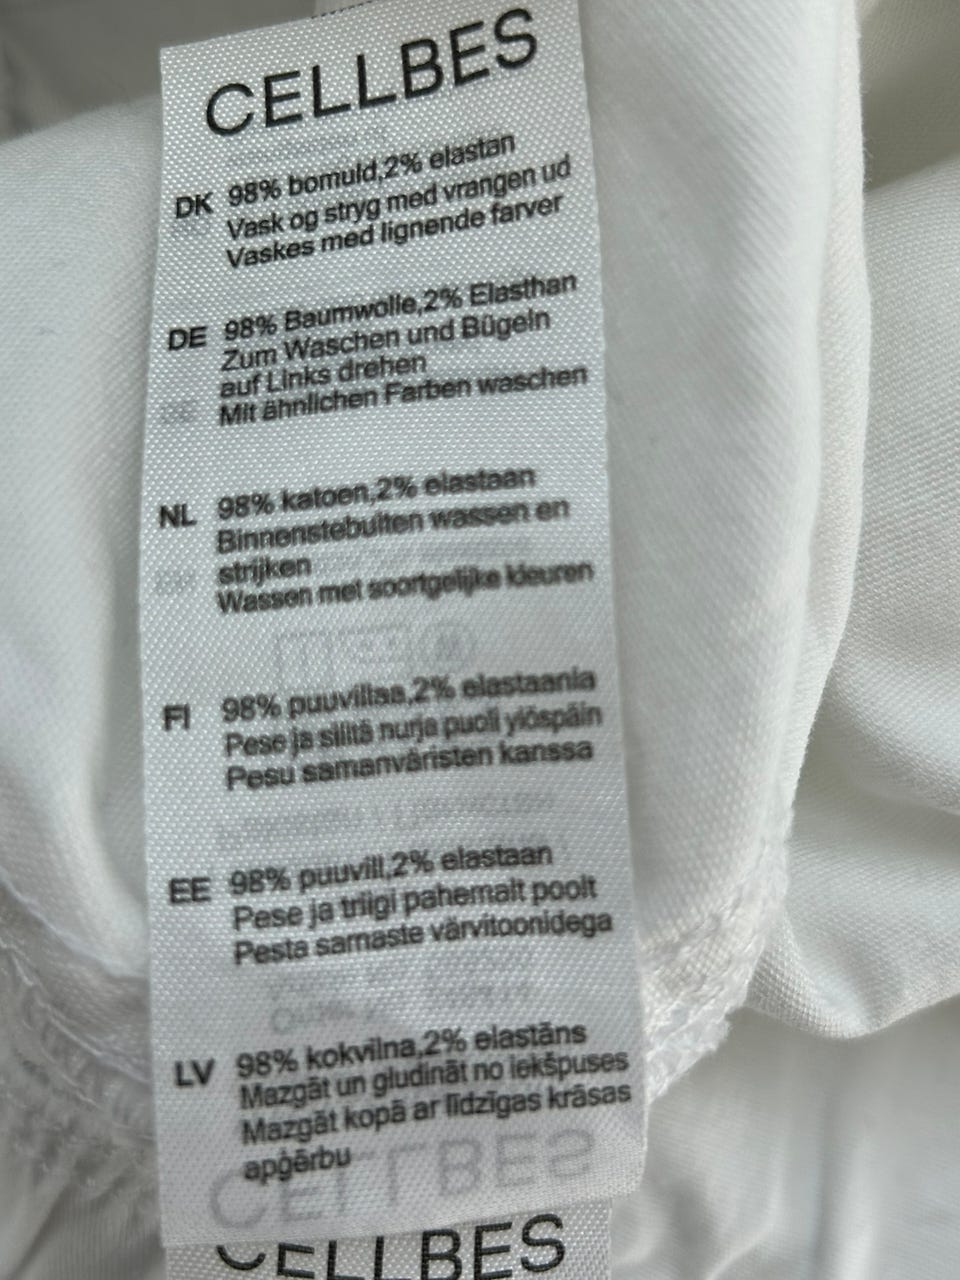 CELLBES
DK 98% bomuld,2% elastan
Vask og stryg med vrangen ud
Vaskes med lignende farver
DE 98% Baumwolle,2% Elasthan
Zum Waschen und Bügeln
auf Links drehen
Mit ähnlichen Farben waschen
NL 98% katoen,2% elastaan
Binnenstebuiten wassen en
strijken
Wassen met soortgelijke kleuren
FI 98% puuvillaa,2% elastaania
Pese ja silitä nurja puoli ylöspäin
Pesu samanväristen kanssa
EE 98% puuvill,2% elastaan
Pese ja triigi pahemalt poolt
Pesta sarnaste värvitoonidega
LV 98% kokvilna,2% elastāns
Mazgāt un gludināt no iekšpuses
Mazgāt kopā ar līdzīgas krāsas
apģērbu
CELLBES